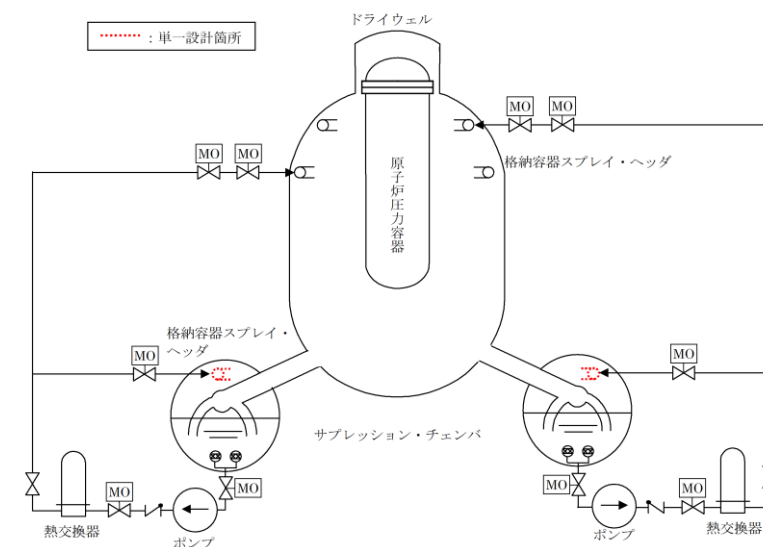 ドライウェル
：単一設計箇所
MO
MO
MO
MO
格納容器スプレイ・ヘッダ
原子炉圧力容器
格納容器スプレイ・
ヘッダ
MO
MO
サプレッション・チェンバ
MO
MO
MO
MO
熱交換器
ポンプ
ポンプ
熱交換器